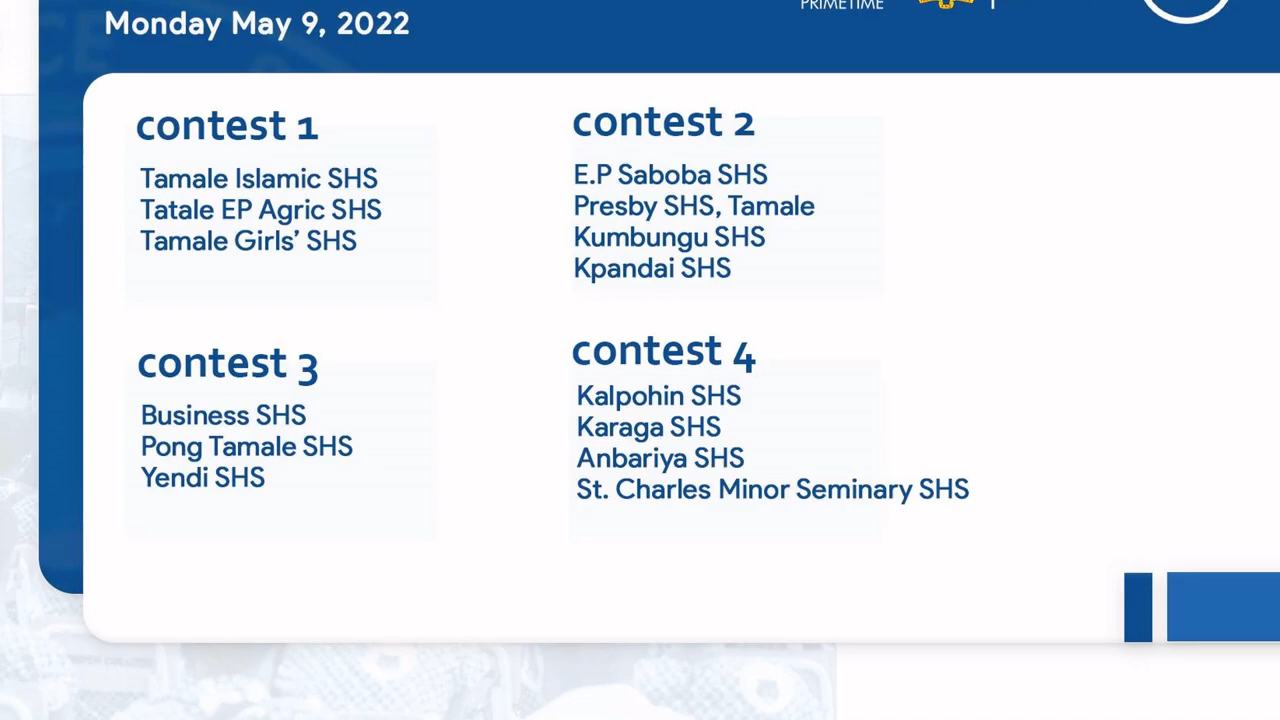 Monday May 9, 2022
PRIMETIME
contest 1
Tamale Islamic SHS
Tatale EP Agric SHS
Tamale Girls’ SHS
contest 2
E.P Saboba SHS
Presby SHS, Tamale
Kumbungu SHS
Kpandai SHS
contest 3
Business SHS
Pong Tamale SHS
Yendi SHS
contest 4
Kalpohin SHS
Karaga SHS
Anbariya SHS
St. Charles Minor Seminary SHS